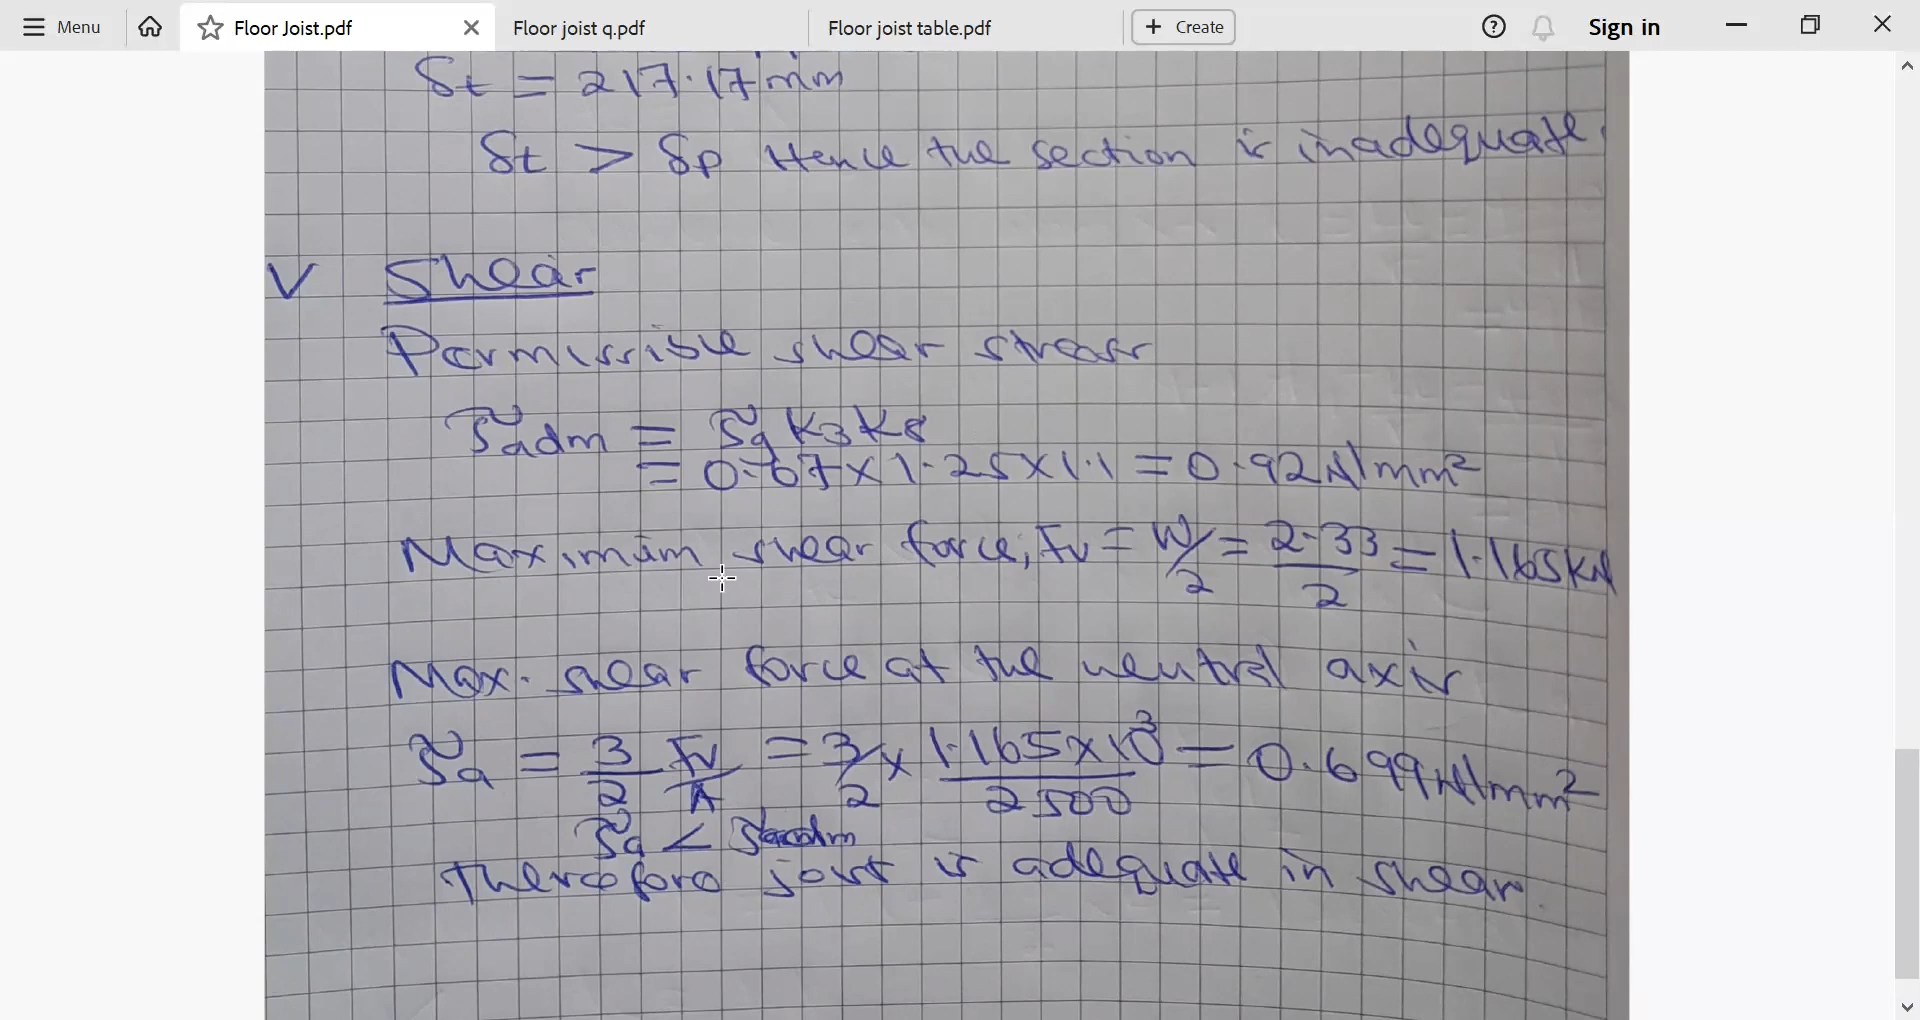 Menu Floor Joist.pdf Floor joist q.pdf Floor joist table.pdf + Create Sign in
δt = 217.17mm
δt > δp Hence the section is inadequate.
V Shear
Permissible shear stress
τadm = τg K3 K8
= 0.67 × 1.25 × 1.1 = 0.92 N/mm²
Maximum shear force, Fv = W/2 = 2.33/2 = 1.165kN
Max. shear force at the neutral axis
τa = 3/2 Fv/A = 3/2 × 1.165×10³/2500 = 0.699 N/mm²
τa < τadm
Therefore joist is adequate in shear.